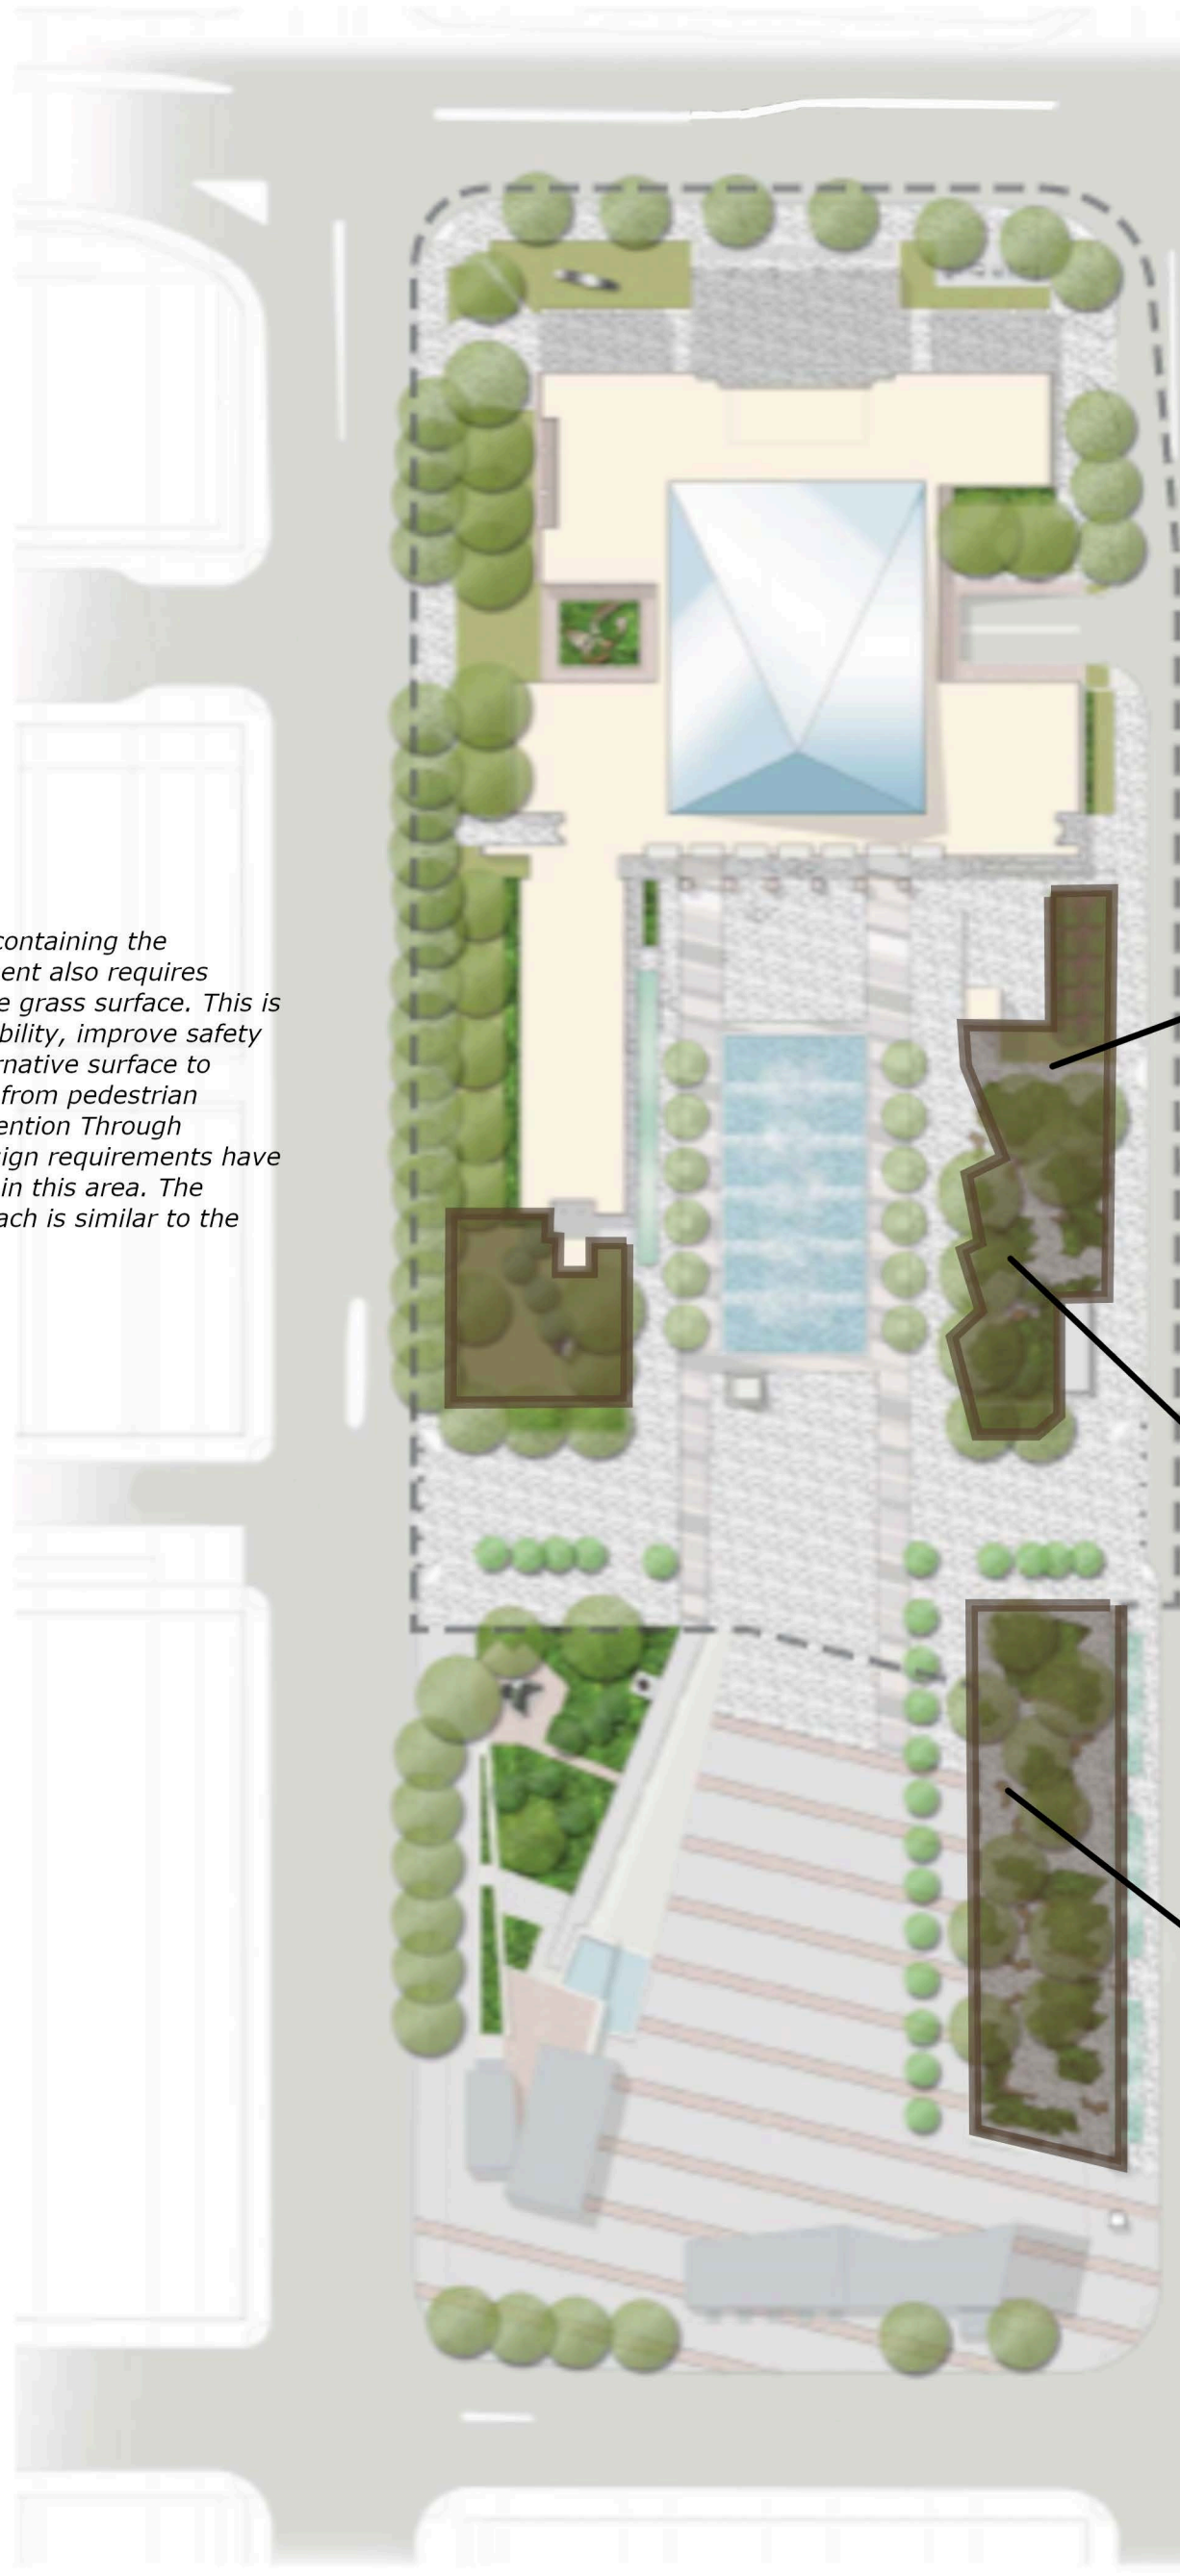 containing the
ent also requires
e grass surface. This is
bility, improve safety
rnative surface to
from pedestrian
ention Through
ign requirements have
in this area. The
ach is similar to the